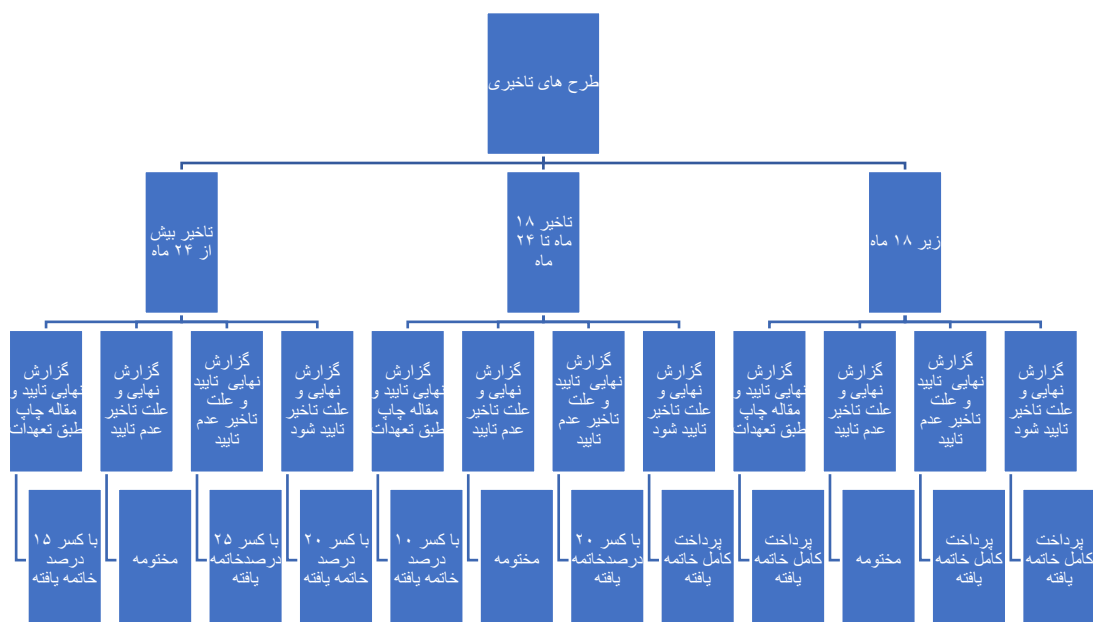 طرح های تاخیری
زیر ۱۸ ماه
تاخیر ۱۸
ماه تا ۲۴
ماه
تاخیر بیش
از ۲۴ ماه
گزارش
نهایی و
علت تاخیر
تایید شود
گزارش
نهایی تایید
و علت
تاخیر عدم
تایید
گزارش
نهایی و
علت تاخیر
عدم تایید
گزارش
نهایی تایید و
مقاله چاپ
طبق تعهدات
گزارش
نهایی و
علت تاخیر
تایید شود
گزارش
نهایی تایید
و علت
تاخیر عدم
تایید
گزارش
نهایی و
علت تاخیر
عدم تایید
گزارش
نهایی تایید و
مقاله چاپ
طبق تعهدات
گزارش
نهایی و
علت تاخیر
تایید شود
گزارش
نهایی تایید
و علت
تاخیر عدم
تایید
گزارش
نهایی و
علت تاخیر
عدم تایید
گزارش
نهایی تایید و
مقاله چاپ
طبق تعهدات
پرداخت
کامل خاتمه
یافته
پرداخت
کامل خاتمه
یافته
مختومه
پرداخت
کامل خاتمه
یافته
پرداخت
کامل خاتمه
یافته
با کسر ۲۰
درصدخاتمه
یافته
مختومه
با کسر ۱۰
درصد
خاتمه یافته
با کسر ۲۰
درصد
خاتمه یافته
با کسر ۲۵
درصدخاتمه
یافته
مختومه
با کسر ۱۵
درصد
خاتمه یافته